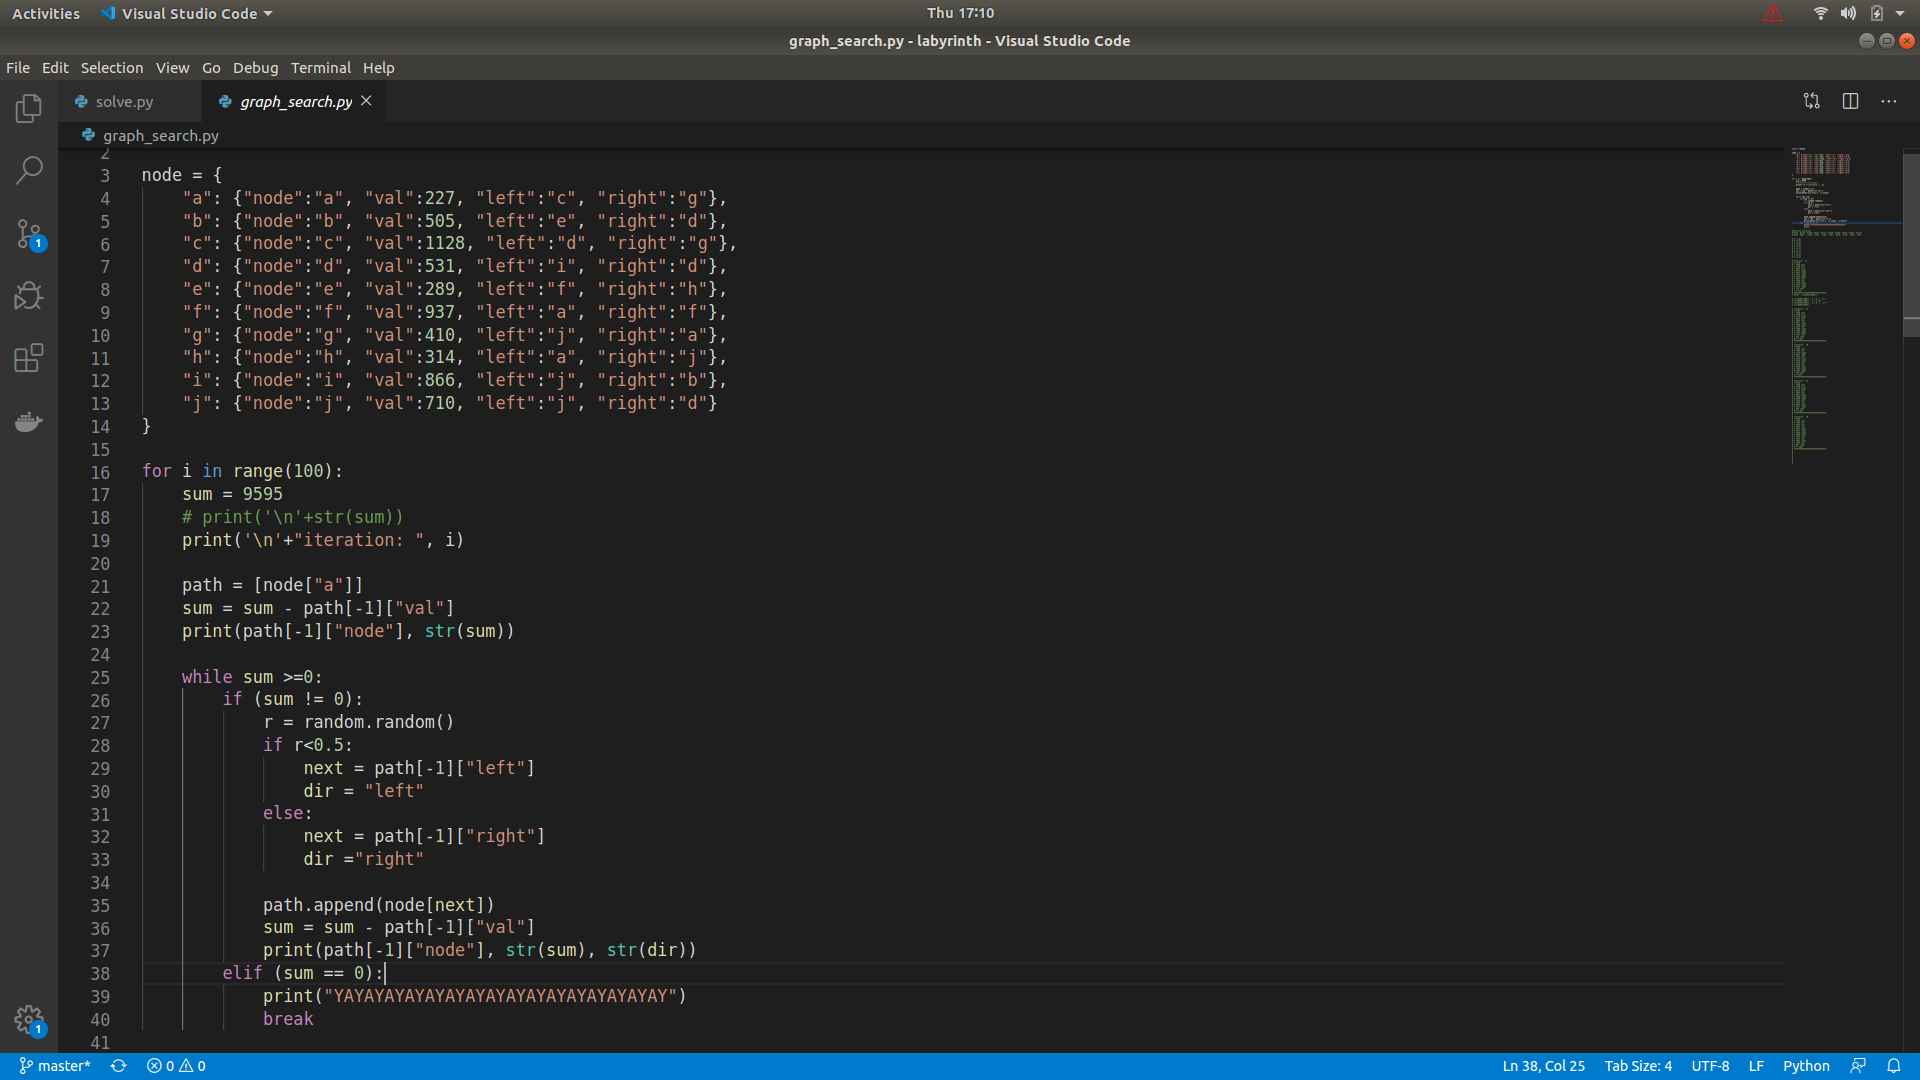 Activities Visual Studio Code Thu 17:10
graph_search.py - labyrinth - Visual Studio Code
File Edit Selection View Go Debug Terminal Help
solve.py graph_search.py
graph_search.py
2
3 node = {
4 "a": {"node":"a", "val":227, "left":"c", "right":"g"},
5 "b": {"node":"b", "val":505, "left":"e", "right":"d"},
6 "c": {"node":"c", "val":1128, "left":"d", "right":"g"},
7 "d": {"node":"d", "val":531, "left":"i", "right":"d"},
8 "e": {"node":"e", "val":289, "left":"f", "right":"h"},
9 "f": {"node":"f", "val":937, "left":"a", "right":"f"},
10 "g": {"node":"g", "val":410, "left":"j", "right":"a"},
11 "h": {"node":"h", "val":314, "left":"a", "right":"j"},
12 "i": {"node":"i", "val":866, "left":"j", "right":"b"},
13 "j": {"node":"j", "val":710, "left":"j", "right":"d"}
14 }
15
16 for i in range(100):
17 sum = 9595
18 # print('\n'+str(sum))
19 print('\n'+"iteration: ", i)
20
21 path = [node["a"]]
22 sum = sum - path[-1]["val"]
23 print(path[-1]["node"], str(sum))
24
25 while sum >=0:
26 if (sum != 0):
27 r = random.random()
28 if r<0.5:
29 next = path[-1]["left"]
30 dir = "left"
31 else:
32 next = path[-1]["right"]
33 dir ="right"
34
35 path.append(node[next])
36 sum = sum - path[-1]["val"]
37 print(path[-1]["node"], str(sum), str(dir))
38 elif (sum == 0):
39 print("YAYAYAYAYAYAYAYAYAYAYAYAYAYAYAYAY")
40 break
41
1
1
master* 0 0 Ln 38, Col 25 Tab Size: 4 UTF-8 LF Python